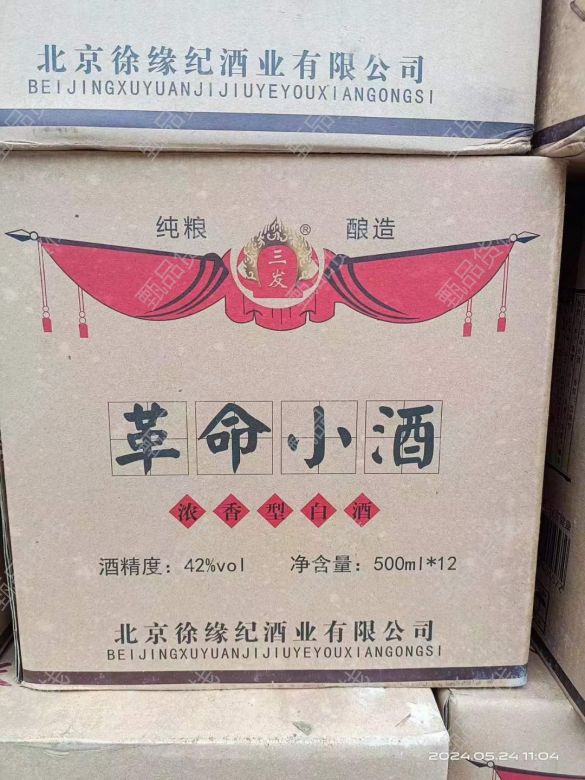 北京徐缘纪酒业有限公司
BEIJINGXUYUANJIJIUYEYOUXIANGONGSI
纯粮 ® 酿造
三发
革命小酒
浓香型白酒
酒精度：42%vol 净含量：500ml*12
北京徐缘纪酒业有限公司
BEIJINGXUYUANJIJIUYEYOUXIANGONGSI
2024.05.24 11:04